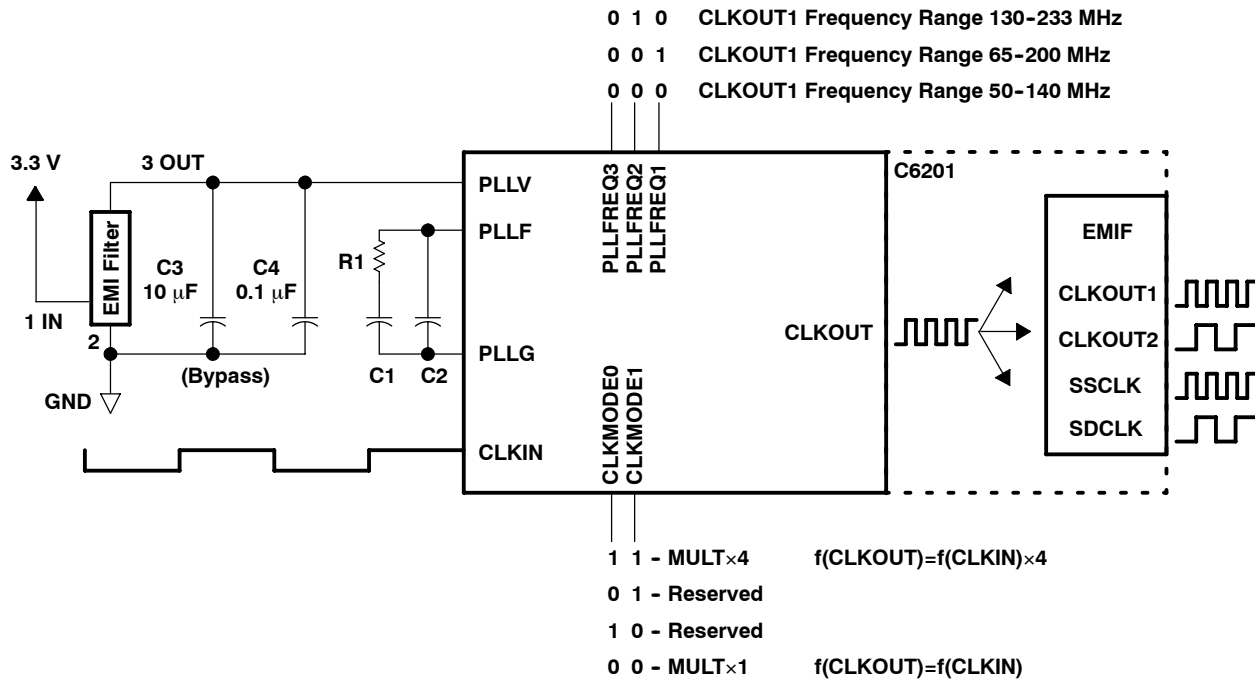 0 1 0 CLKOUT1 Frequency Range 130-233 MHz
0 0 1 CLKOUT1 Frequency Range 65-200 MHz
0 0 0 CLKOUT1 Frequency Range 50-140 MHz
3.3 V
3 OUT
EMI Filter
1 IN
2
GND
C3
10 μF
C4
0.1 μF
(Bypass)
R1
C1
C2
PLLV
PLLF
PLLG
CLKIN
PLLFREQ3
PLLFREQ2
PLLFREQ1
CLKMODE0
CLKMODE1
CLKOUT
C6201
EMIF
CLKOUT1
CLKOUT2
SSCLK
SDCLK
1 1 - MULT×4 f(CLKOUT)=f(CLKIN)×4
0 1 - Reserved
1 0 - Reserved
0 0 - MULT×1 f(CLKOUT)=f(CLKIN)